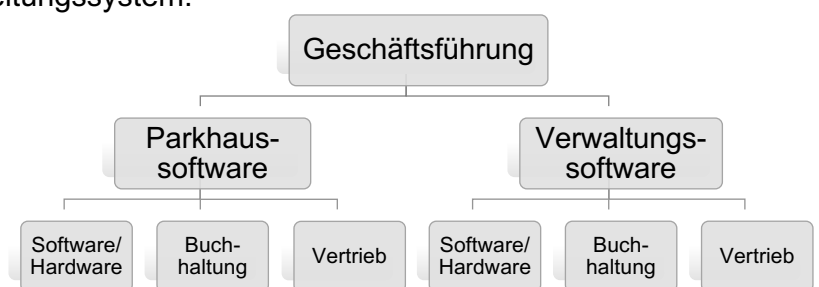 Geschäftsführung
Parkhaus-
software
Verwaltungs-
software
Software/
Hardware
Buch-
haltung
Vertrieb
Software/
Hardware
Buch-
haltung
Vertrieb